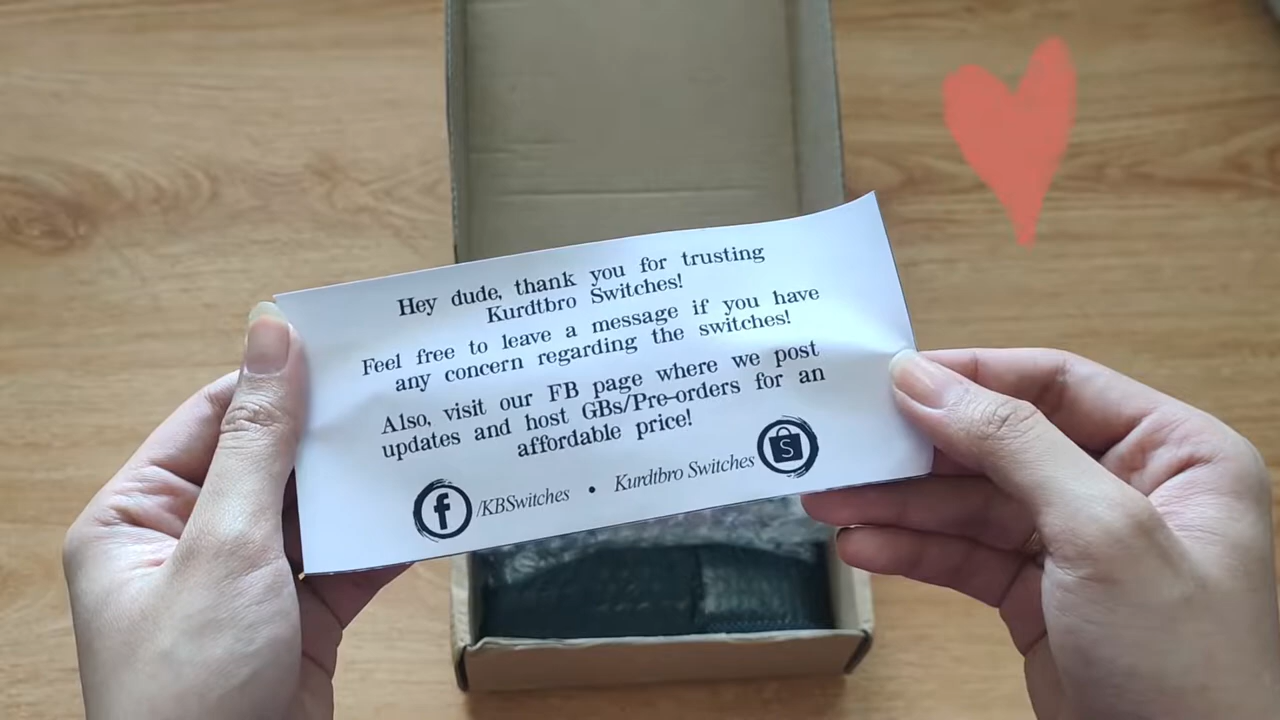 Hey dude, thank you for trusting
Kurdtbro Switches!
Feel free to leave a message if you have
any concern regarding the switches!
Also, visit our FB page where we post
updates and host GBs/Pre-orders for an
affordable price!
f /KBSwitches • Kurdtbro Switches S